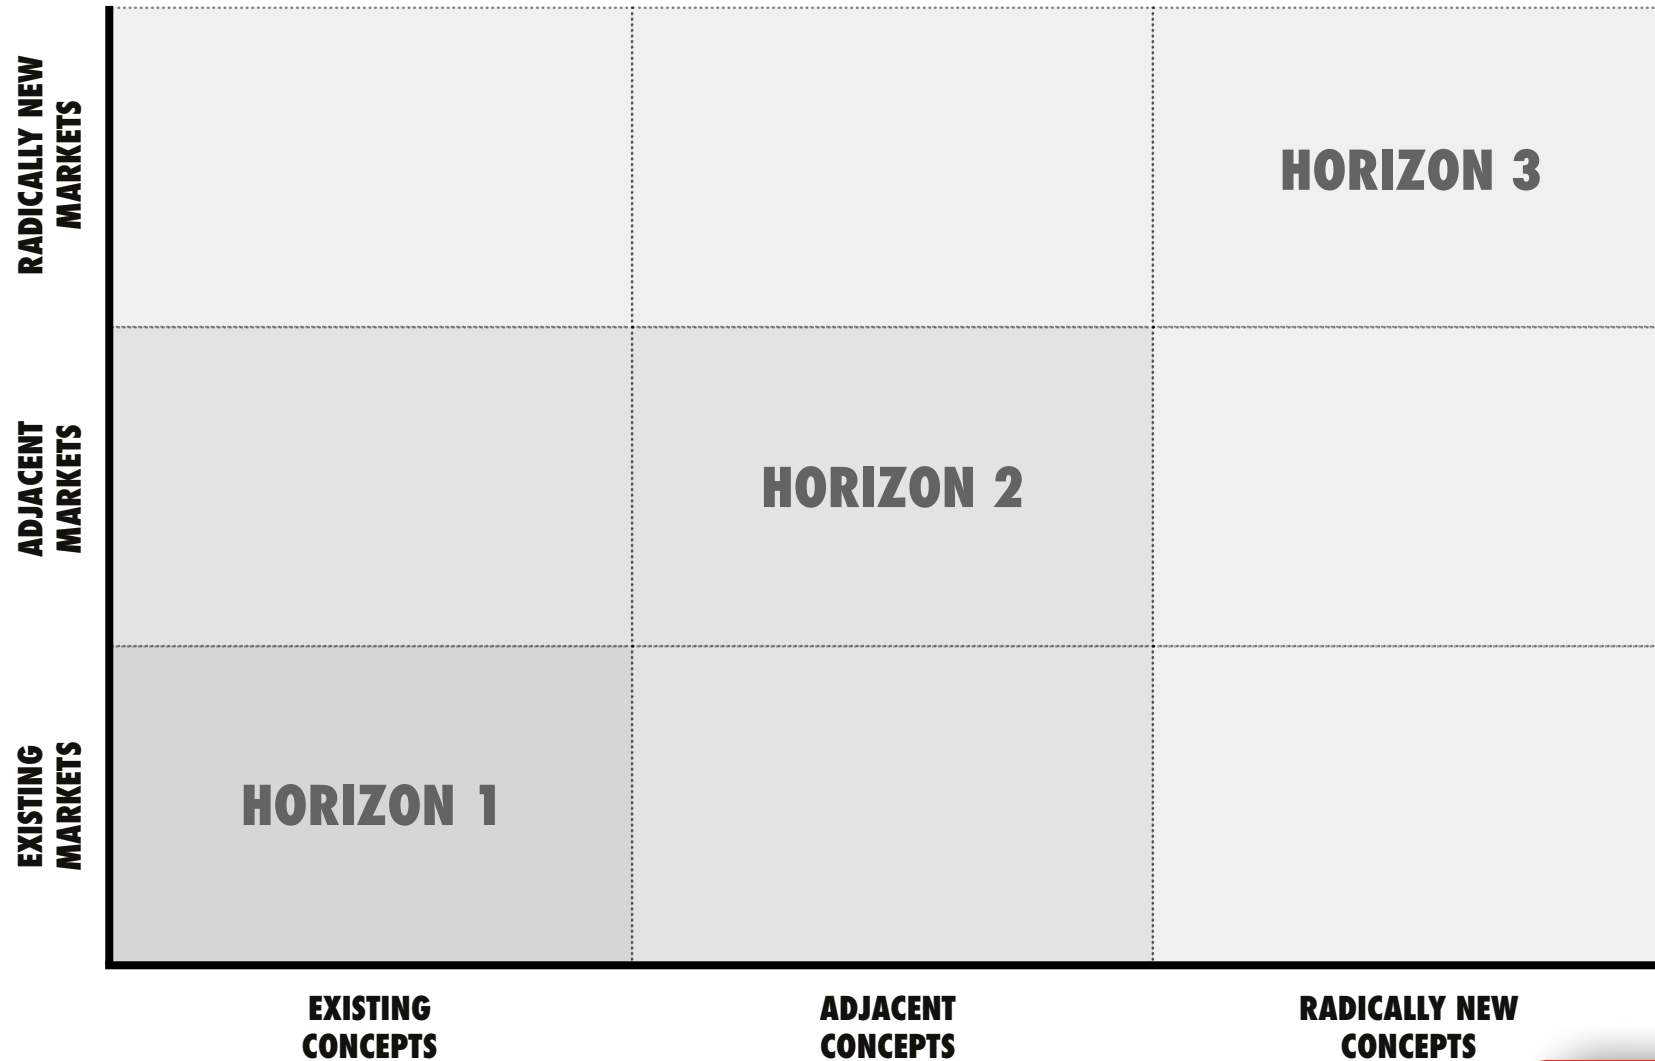 RADICALLY NEW
MARKETS
HORIZON 3
ADJACENT
MARKETS
HORIZON 2
EXISTING
MARKETS
HORIZON 1
EXISTING
CONCEPTS
ADJACENT
CONCEPTS
RADICALLY NEW
CONCEPTS